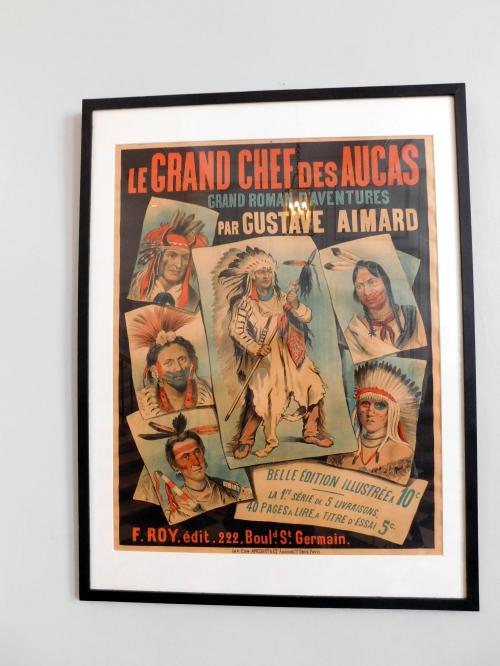 LE GRAND CHEF DES AUCAS
GRAND ROMAN D'AVENTURES
PAR GUSTAVE AIMARD
BELLE ÉDITION ILLUSTRÉE A 10c
LA 1re SÉRIE DE 5 LIVRAISONS,
40 PAGES A LIRE, A TITRE D'ESSAI 5c.
F. ROY, édit. 222, Bould St Germain.